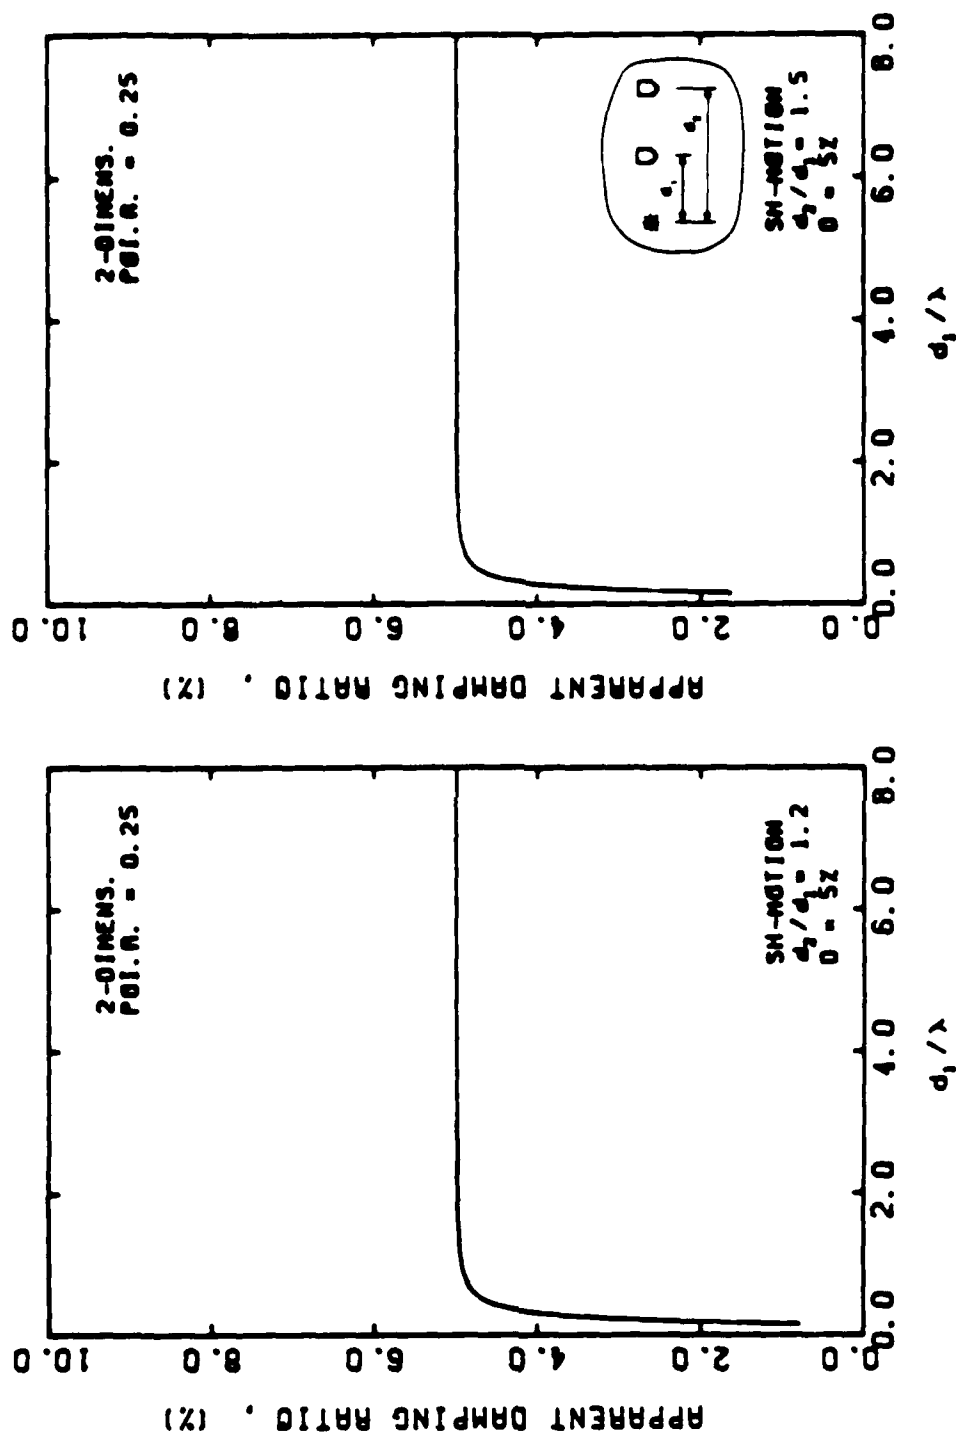 2-DIMENS.
POI.R. = 0.25
SH-MOTION
d₂/d₁ = 1.2
D = 5%
10.0
8.0
6.0
4.0
2.0
0.0
APPARENT DAMPING RATIO , (%)
0.0
2.0
4.0
6.0
8.0
d₁/λ
2-DIMENS.
POI.R. = 0.25
d₁
d₂
SH-MOTION
d₂/d₁ = 1.5
D = 5%
10.0
8.0
6.0
4.0
2.0
0.0
APPARENT DAMPING RATIO , (%)
0.0
2.0
4.0
6.0
8.0
d₁/λ